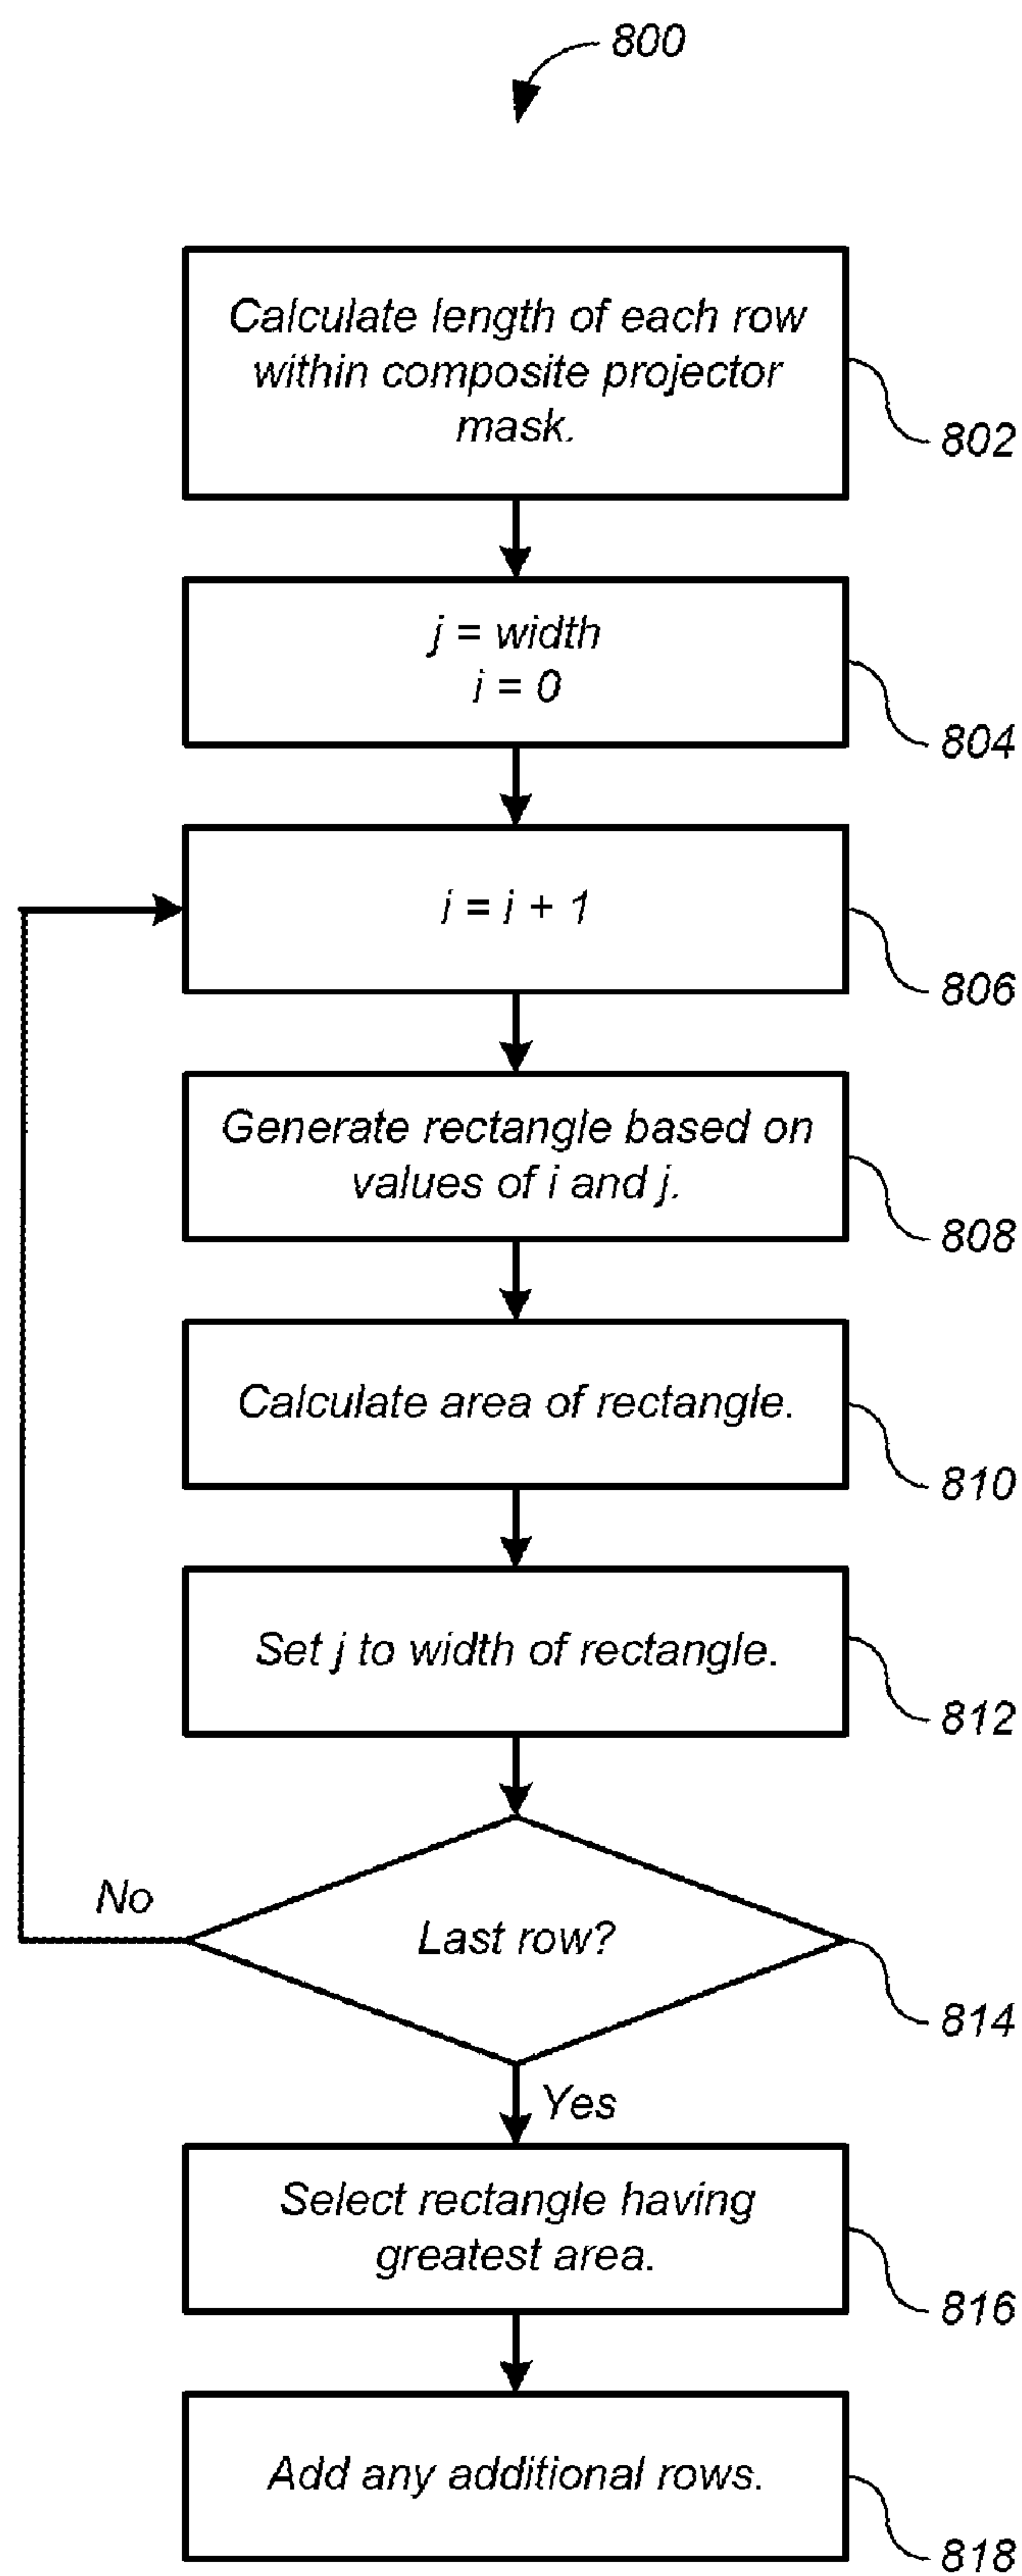 800
Calculate length of each row
within composite projector
mask.
802
j = width
i = 0
804
i = i + 1
806
Generate rectangle based on
values of i and j.
808
Calculate area of rectangle.
810
Set j to width of rectangle.
812
No
Last row?
814
Yes
Select rectangle having
greatest area.
816
Add any additional rows.
818